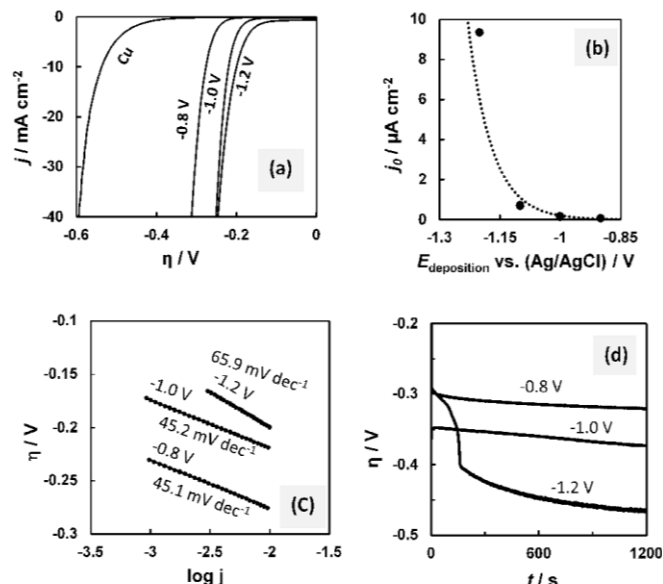 0
-10
-20
-30
-40
j / mA cm⁻²
Cu
-0.8 V
-1.0 V
-1.2 V
(a)
-0.6 -0.4 -0.2 0
η / V
10
8
6
4
2
0
j₀ / μA cm⁻²
(b)
-1.3 -1.15 -1 -0.85
E_deposition vs. (Ag/AgCl) / V
-0.1
-0.15
-0.2
-0.25
-0.3
η / V
65.9 mV dec⁻¹
-1.2 V
-1.0 V
45.2 mV dec⁻¹
-0.8 V
45.1 mV dec⁻¹
(C)
-3.5 -3 -2.5 -2 -1.5
log j
-0.2
-0.3
-0.4
-0.5
η / V
(d)
-0.8 V
-1.0 V
-1.2 V
0 600 1200
t / s